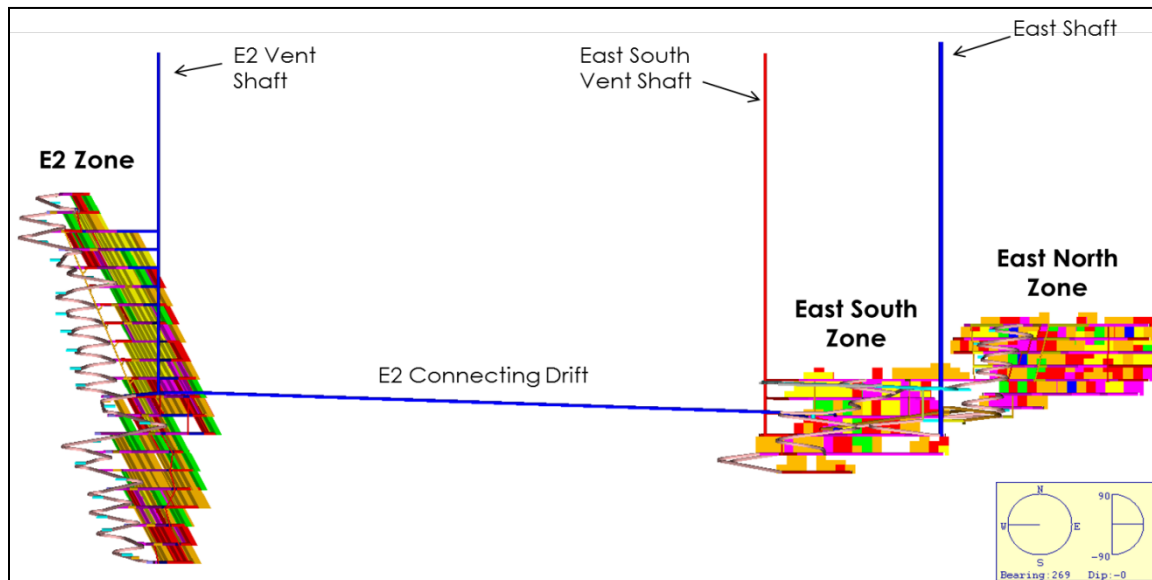 E2 Vent
Shaft
East South
Vent Shaft
East Shaft
E2 Zone
East North
Zone
East South
Zone
E2 Connecting Drift
N
W
E
S
90
-90
Bearing:269
Dip:-0